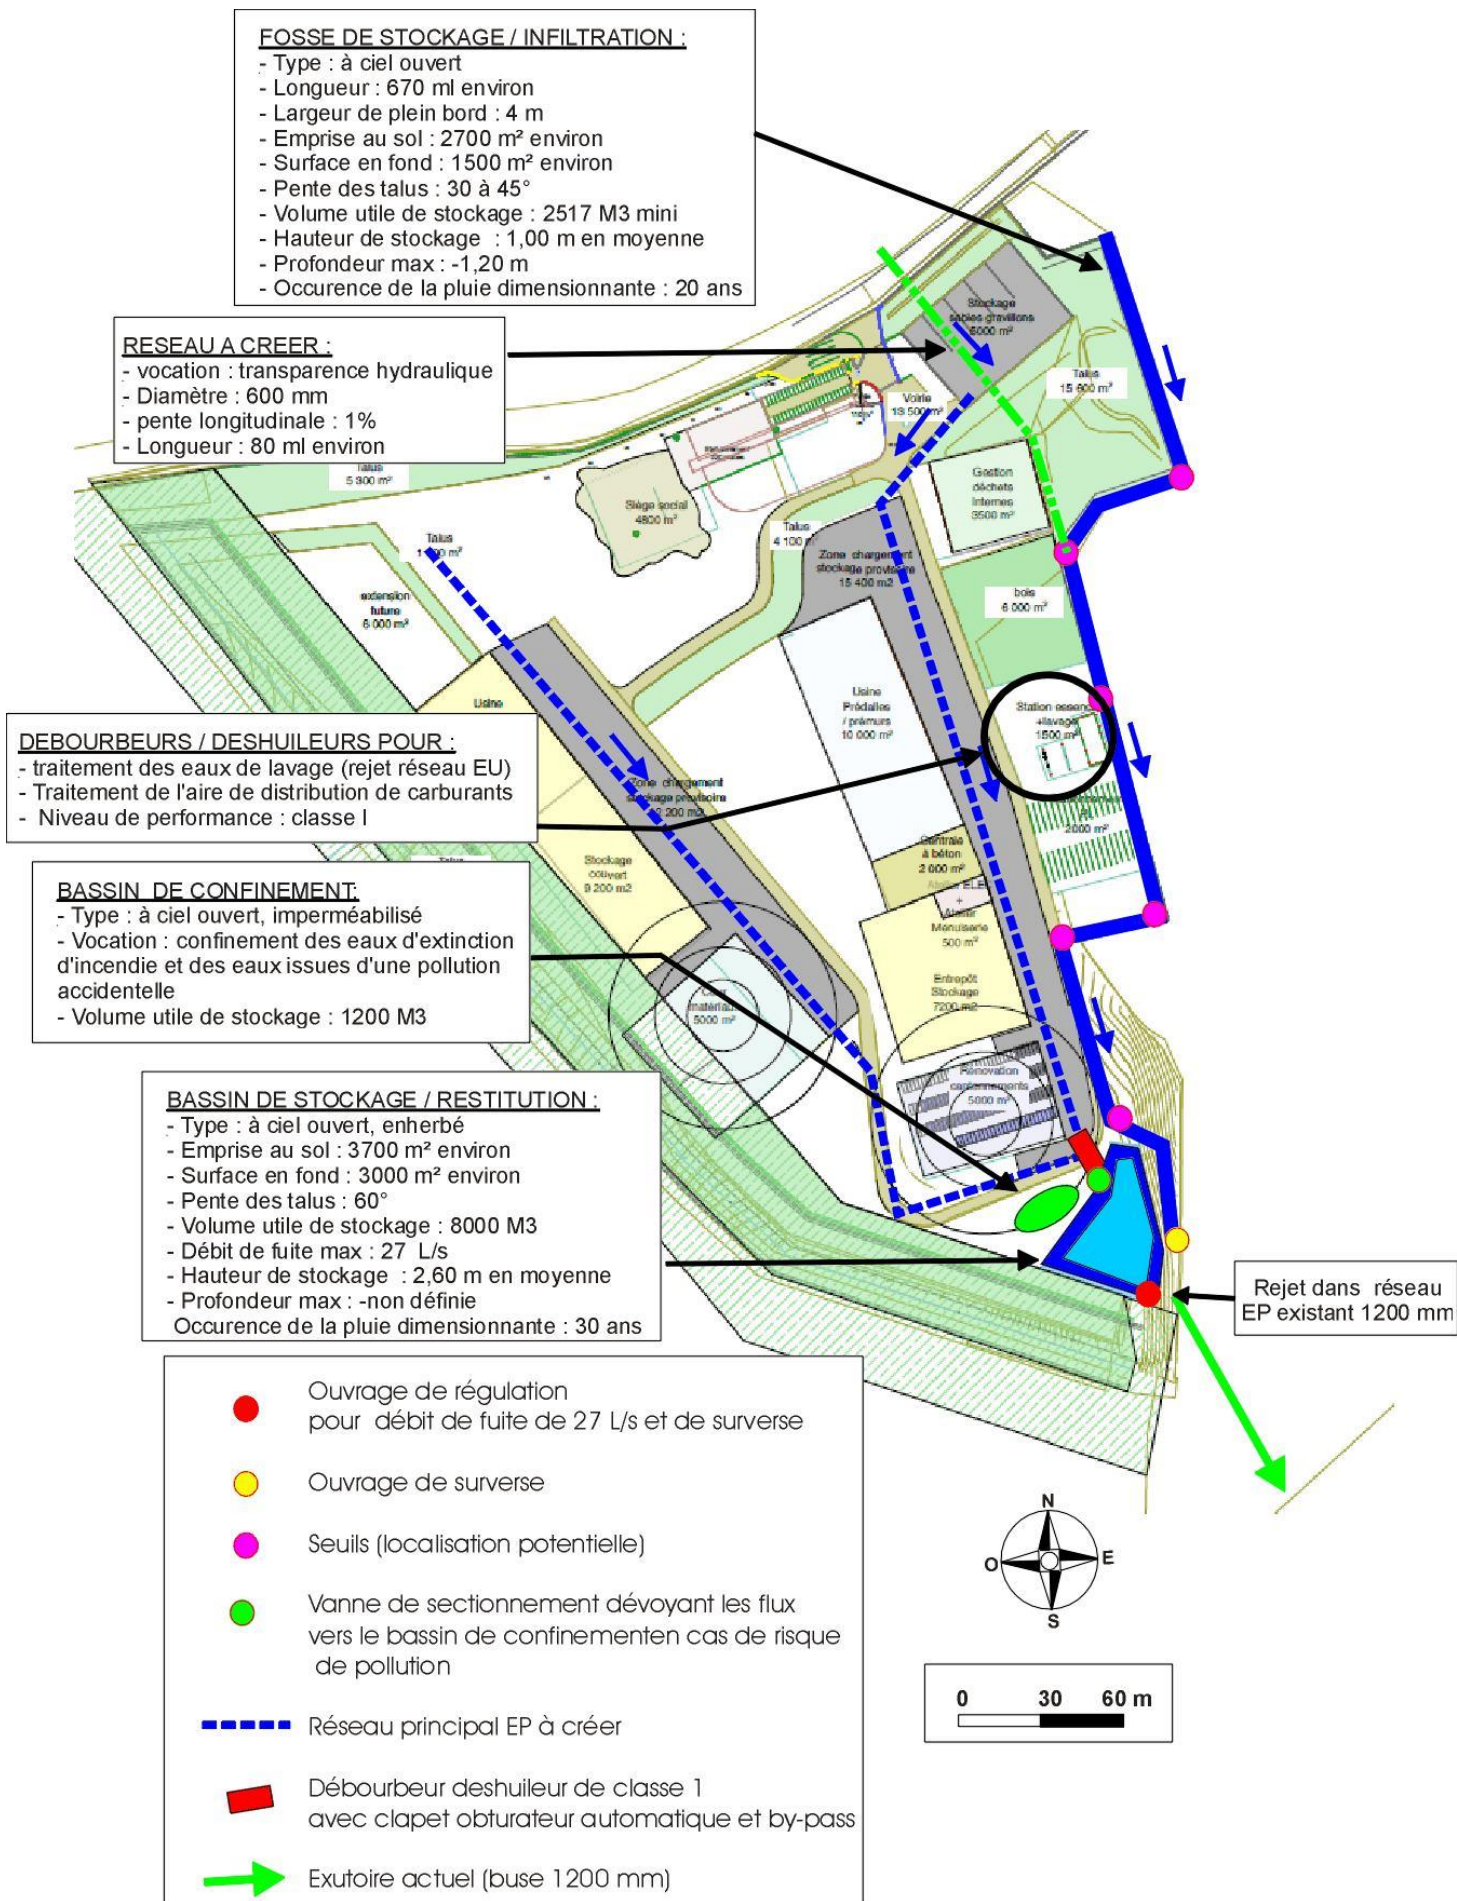 FOSSE DE STOCKAGE / INFILTRATION :
- Type : à ciel ouvert
- Longueur : 670 ml environ
- Largeur de plein bord : 4 m
- Emprise au sol : 2700 m² environ
- Surface en fond : 1500 m² environ
- Pente des talus : 30 à 45°
- Volume utile de stockage : 2517 M3 mini
- Hauteur de stockage : 1,00 m en moyenne
- Profondeur max : -1,20 m
- Occurence de la pluie dimensionnante : 20 ans
RESEAU A CREER :
- vocation : transparence hydraulique
- Diamètre : 600 mm
- pente longitudinale : 1%
- Longueur : 80 ml environ
Stockage
sables gravillons
6000 m²
Talus
15 600 m²
Voirie
13 500 m²
Talus
5 300 m²
Siège social
4800 m²
Gestion
déchets
internes
3500 m²
Talus
4 100 m²
Zone chargement
stockage provisoire
15 400 m2
Talus
extension
future
6 000 m²
bois
6 000 m²
Usine
Usine
Prédalles
/ prémurs
10 000 m²
Station essence
+lavage
1500 m²
2000 m²
DEBOURBEURS / DESHUILEURS POUR :
- traitement des eaux de lavage (rejet réseau EU)
- Traitement de l'aire de distribution de carburants
- Niveau de performance : classe I
Zone chargement
stockage provisoire
200 m2
Centrale
à béton
2 000 m²
Stockage
couvert
9 200 m2
Atelier ELEC
+
Atelier
Menuiserie
500 m²
BASSIN DE CONFINEMENT:
- Type : à ciel ouvert, imperméabilisé
- Vocation : confinement des eaux d'extinction
d'incendie et des eaux issues d'une pollution
accidentelle
- Volume utile de stockage : 1200 M3
Entrepôt
Stockage
7200 m2
matériaux
5000 m²
Rénovation
cantonnements
5000 m²
BASSIN DE STOCKAGE / RESTITUTION :
- Type : à ciel ouvert, enherbé
- Emprise au sol : 3700 m² environ
- Surface en fond : 3000 m² environ
- Pente des talus : 60°
- Volume utile de stockage : 8000 M3
- Débit de fuite max : 27 L/s
- Hauteur de stockage : 2,60 m en moyenne
- Profondeur max : -non définie
Occurence de la pluie dimensionnante : 30 ans
Rejet dans réseau
EP existant 1200 mm
Ouvrage de régulation
pour débit de fuite de 27 L/s et de surverse
Ouvrage de surverse
Seuils (localisation potentielle)
Vanne de sectionnement dévoyant les flux
vers le bassin de confinementen cas de risque
de pollution
Réseau principal EP à créer
Débourbeur deshuileur de classe 1
avec clapet obturateur automatique et by-pass
Exutoire actuel (buse 1200 mm)
N
O
E
S
0 30 60 m